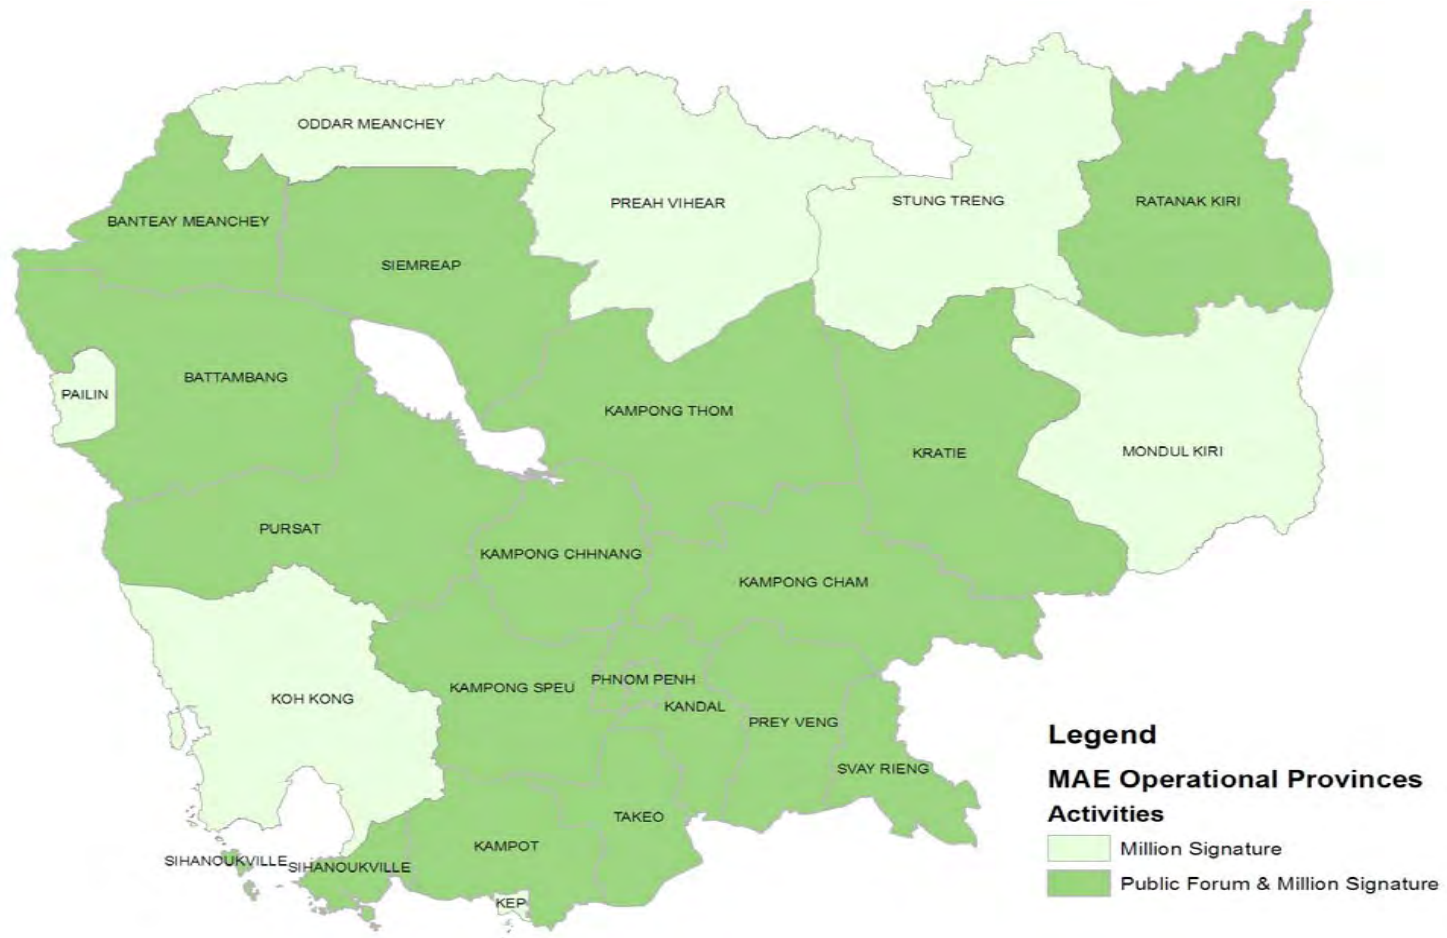 ODDAR MEANCHEY
PREAH VIHEAR
STUNG TRENG
RATANAK KIRI
BANTEAY MEANCHEY
SIEMREAP
PAILIN
BATTAMBANG
KAMPONG THOM
KRATIE
MONDUL KIRI
PURSAT
KAMPONG CHHNANG
KAMPONG CHAM
KOH KONG
KAMPONG SPEU
PHNOM PENH
KANDAL
PREY VENG
SVAY RIENG
TAKEO
KAMPOT
SIHANOUKVILLE
SIHANOUKVILLE
KEP
Legend
MAE Operational Provinces
Activities
Million Signature
Public Forum & Million Signature